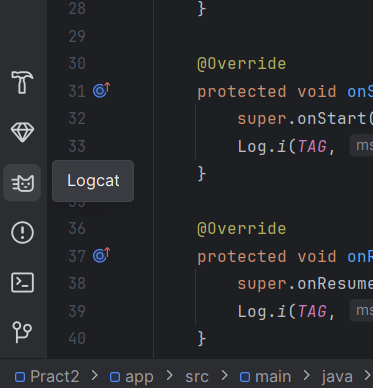 28 }
29
30 @Override
31 protected void onS
32 super.onStart(
33 Log.i(TAG, ms
}
Logcat
35
36 @Override
37 protected void onR
38 super.onResume
39 Log.i(TAG, ms
40 }
Pract2 > app > src > main > java >